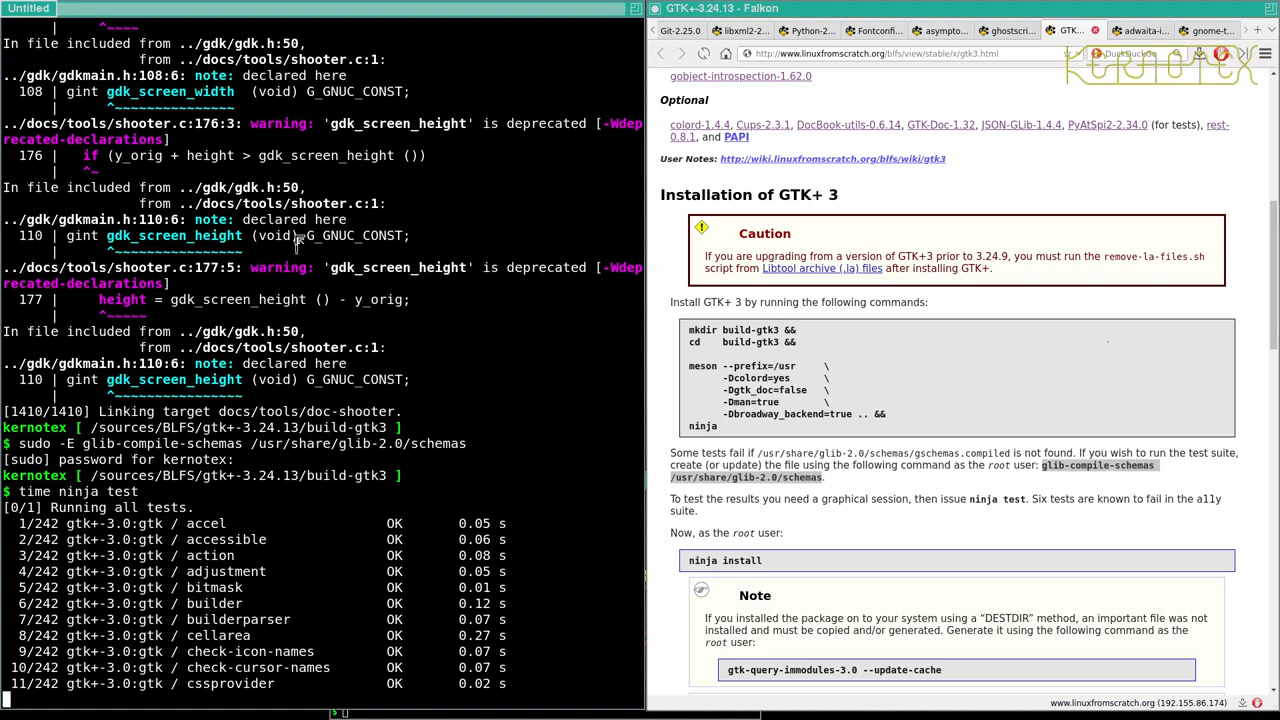 Untitled
|        ^~~~~
In file included from ../gdk/gdk.h:50,
                 from ../docs/tools/shooter.c:1:
../gdk/gdkmain.h:108:6: note: declared here
  108 | gint gdk_screen_width  (void) G_GNUC_CONST;
      |      ^~~~~~~~~~~~~~~~
../docs/tools/shooter.c:176:3: warning: 'gdk_screen_height' is deprecated [-Wdep
recated-declarations]
  176 |   if (y_orig + height > gdk_screen_height ())
      |   ^~
In file included from ../gdk/gdk.h:50,
                 from ../docs/tools/shooter.c:1:
../gdk/gdkmain.h:110:6: note: declared here
  110 | gint gdk_screen_height (void) G_GNUC_CONST;
      |      ^~~~~~~~~~~~~~~~~
../docs/tools/shooter.c:177:5: warning: 'gdk_screen_height' is deprecated [-Wdep
recated-declarations]
  177 |     height = gdk_screen_height () - y_orig;
      |     ^~~~~~
In file included from ../gdk/gdk.h:50,
                 from ../docs/tools/shooter.c:1:
../gdk/gdkmain.h:110:6: note: declared here
  110 | gint gdk_screen_height (void) G_GNUC_CONST;
      |      ^~~~~~~~~~~~~~~~~
[1410/1410] Linking target docs/tools/doc-shooter.
kernotex [ /sources/BLFS/gtk+-3.24.13/build-gtk3 ]
$ sudo -E glib-compile-schemas /usr/share/glib-2.0/schemas
[sudo] password for kernotex:
kernotex [ /sources/BLFS/gtk+-3.24.13/build-gtk3 ]
$ time ninja test
[0/1] Running all tests.
  1/242 gtk+-3.0:gtk / accel                    OK       0.05 s
  2/242 gtk+-3.0:gtk / accessible               OK       0.06 s
  3/242 gtk+-3.0:gtk / action                   OK       0.08 s
  4/242 gtk+-3.0:gtk / adjustment               OK       0.05 s
  5/242 gtk+-3.0:gtk / bitmask                  OK       0.01 s
  6/242 gtk+-3.0:gtk / builder                  OK       0.12 s
  7/242 gtk+-3.0:gtk / builderparser            OK       0.07 s
  8/242 gtk+-3.0:gtk / cellarea                 OK       0.27 s
  9/242 gtk+-3.0:gtk / check-icon-names         OK       0.07 s
 10/242 gtk+-3.0:gtk / check-cursor-names       OK       0.07 s
 11/242 gtk+-3.0:gtk / cssprovider              OK       0.02 s
$
GTK+-3.24.13 - Falkon
Git-2.25.0 libxml2-... Python-2... Fontconfi... asympto... ghostscri... GTK... adwaita-i... gnome-t...
http://www.linuxfromscratch.org/blfs/view/stable/x/gtk3.html DuckDuckGo
KERNOTEX
gobject-introspection-1.62.0
Optional
colord-1.4.4, Cups-2.3.1, DocBook-utils-0.6.14, GTK-Doc-1.32, JSON-GLib-1.4.4, PyAtSpi2-2.34.0 (for tests), rest-
0.8.1, and PAPI
User Notes: http://wiki.linuxfromscratch.org/blfs/wiki/gtk3
Installation of GTK+ 3
Caution
If you are upgrading from a version of GTK+3 prior to 3.24.9, you must run the remove-la-files.sh
script from Libtool archive (.la) files after installing GTK+.
Install GTK+ 3 by running the following commands:
mkdir build-gtk3 &&
cd    build-gtk3 &&
meson --prefix=/usr     \
      -Dcolord=yes      \
      -Dgtk_doc=false   \
      -Dman=true        \
      -Dbroadway_backend=true .. &&
ninja
Some tests fail if /usr/share/glib-2.0/schemas/gschemas.compiled is not found. If you wish to run the test suite,
create (or update) the file using the following command as the root user: glib-compile-schemas
/usr/share/glib-2.0/schemas.
To test the results you need a graphical session, then issue ninja test. Six tests are known to fail in the a11y
suite.
Now, as the root user:
ninja install
Note
If you installed the package on to your system using a “DESTDIR” method, an important file was not
installed and must be copied and/or generated. Generate it using the following command as the
root user:
gtk-query-immodules-3.0 --update-cache
www.linuxfromscratch.org (192.155.86.174)